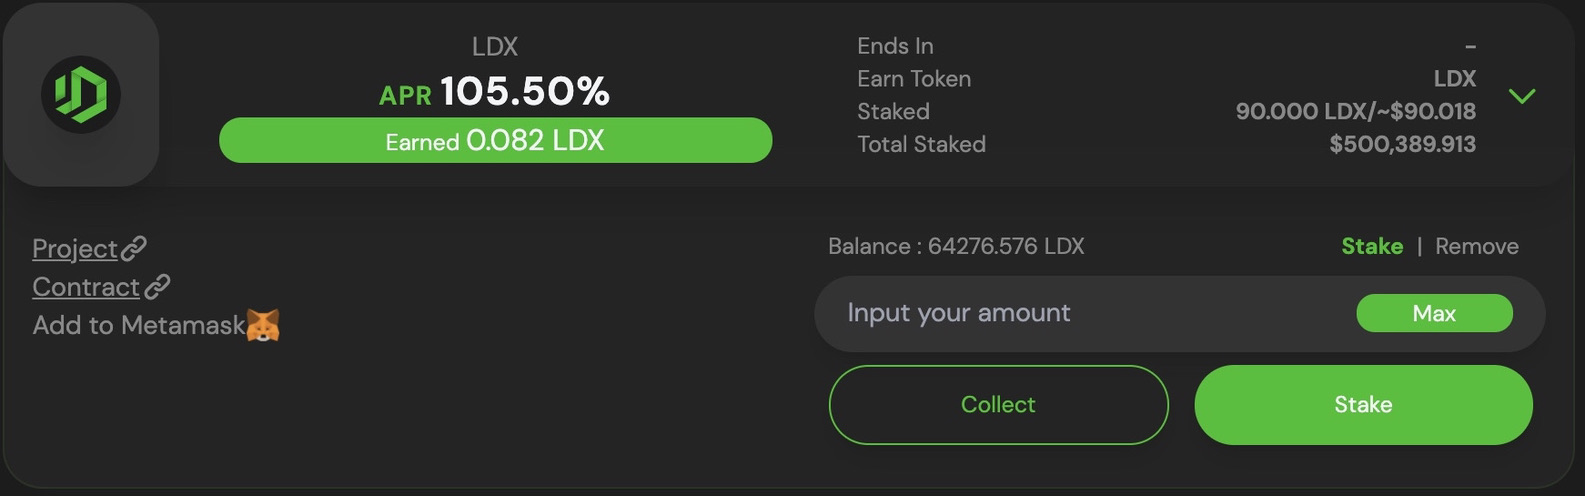 LDX
APR 105.50%
Earned 0.082 LDX
Ends In -
Earn Token LDX
Staked 90.000 LDX/~$90.018
Total Staked $500,389.913
Project
Contract
Add to Metamask
Balance : 64276.576 LDX
Stake | Remove
Input your amount Max
Collect Stake